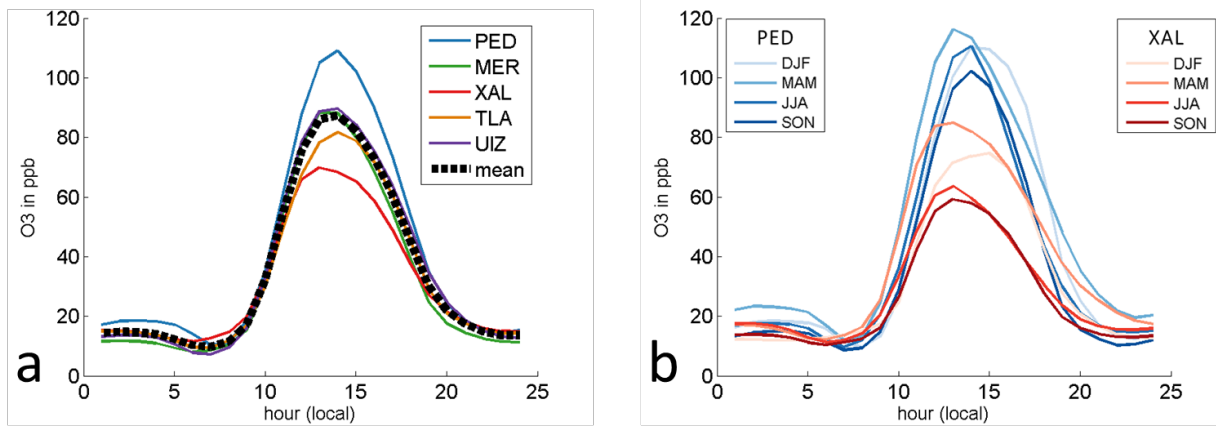 120
100
80
60
40
20
0
O3 in ppb
0 5 10 15 20 25
hour (local)
PED
MER
XAL
TLA
UIZ
mean
a
120
100
80
60
40
20
0
O3 in ppb
0 5 10 15 20 25
hour (local)
PED
DJF
MAM
JJA
SON
XAL
DJF
MAM
JJA
SON
b